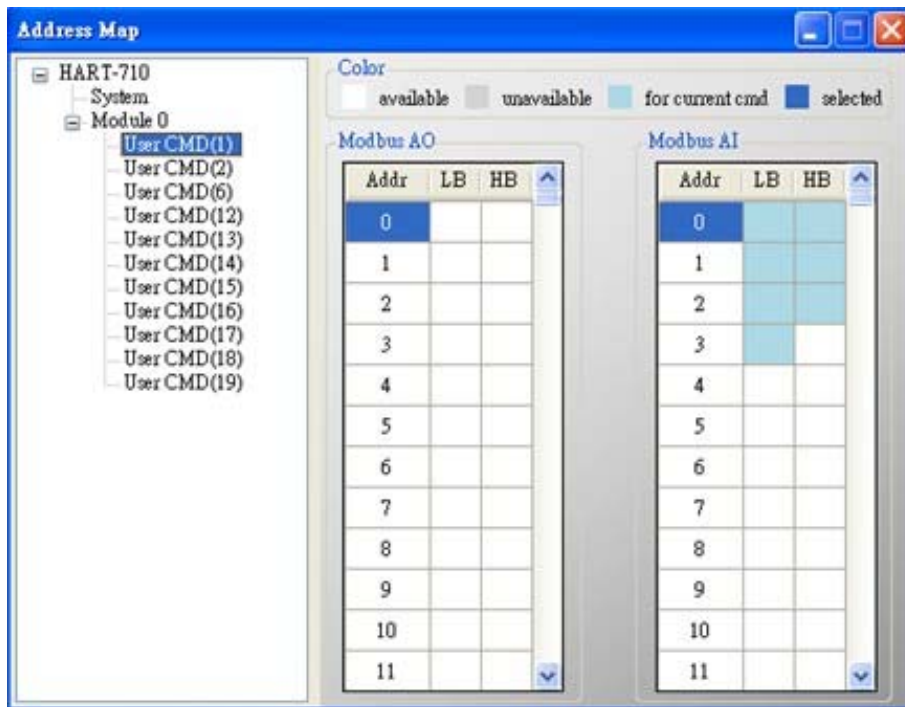 Address Map
HART-710
System
Module 0
User CMD(1)
User CMD(2)
User CMD(6)
User CMD(12)
User CMD(13)
User CMD(14)
User CMD(15)
User CMD(16)
User CMD(17)
User CMD(18)
User CMD(19)
Color
available unavailable for current cmd selected
Modbus AO
Addr LB HB
0
1
2
3
4
5
6
7
8
9
10
11
Modbus AI
Addr LB HB
0
1
2
3
4
5
6
7
8
9
10
11